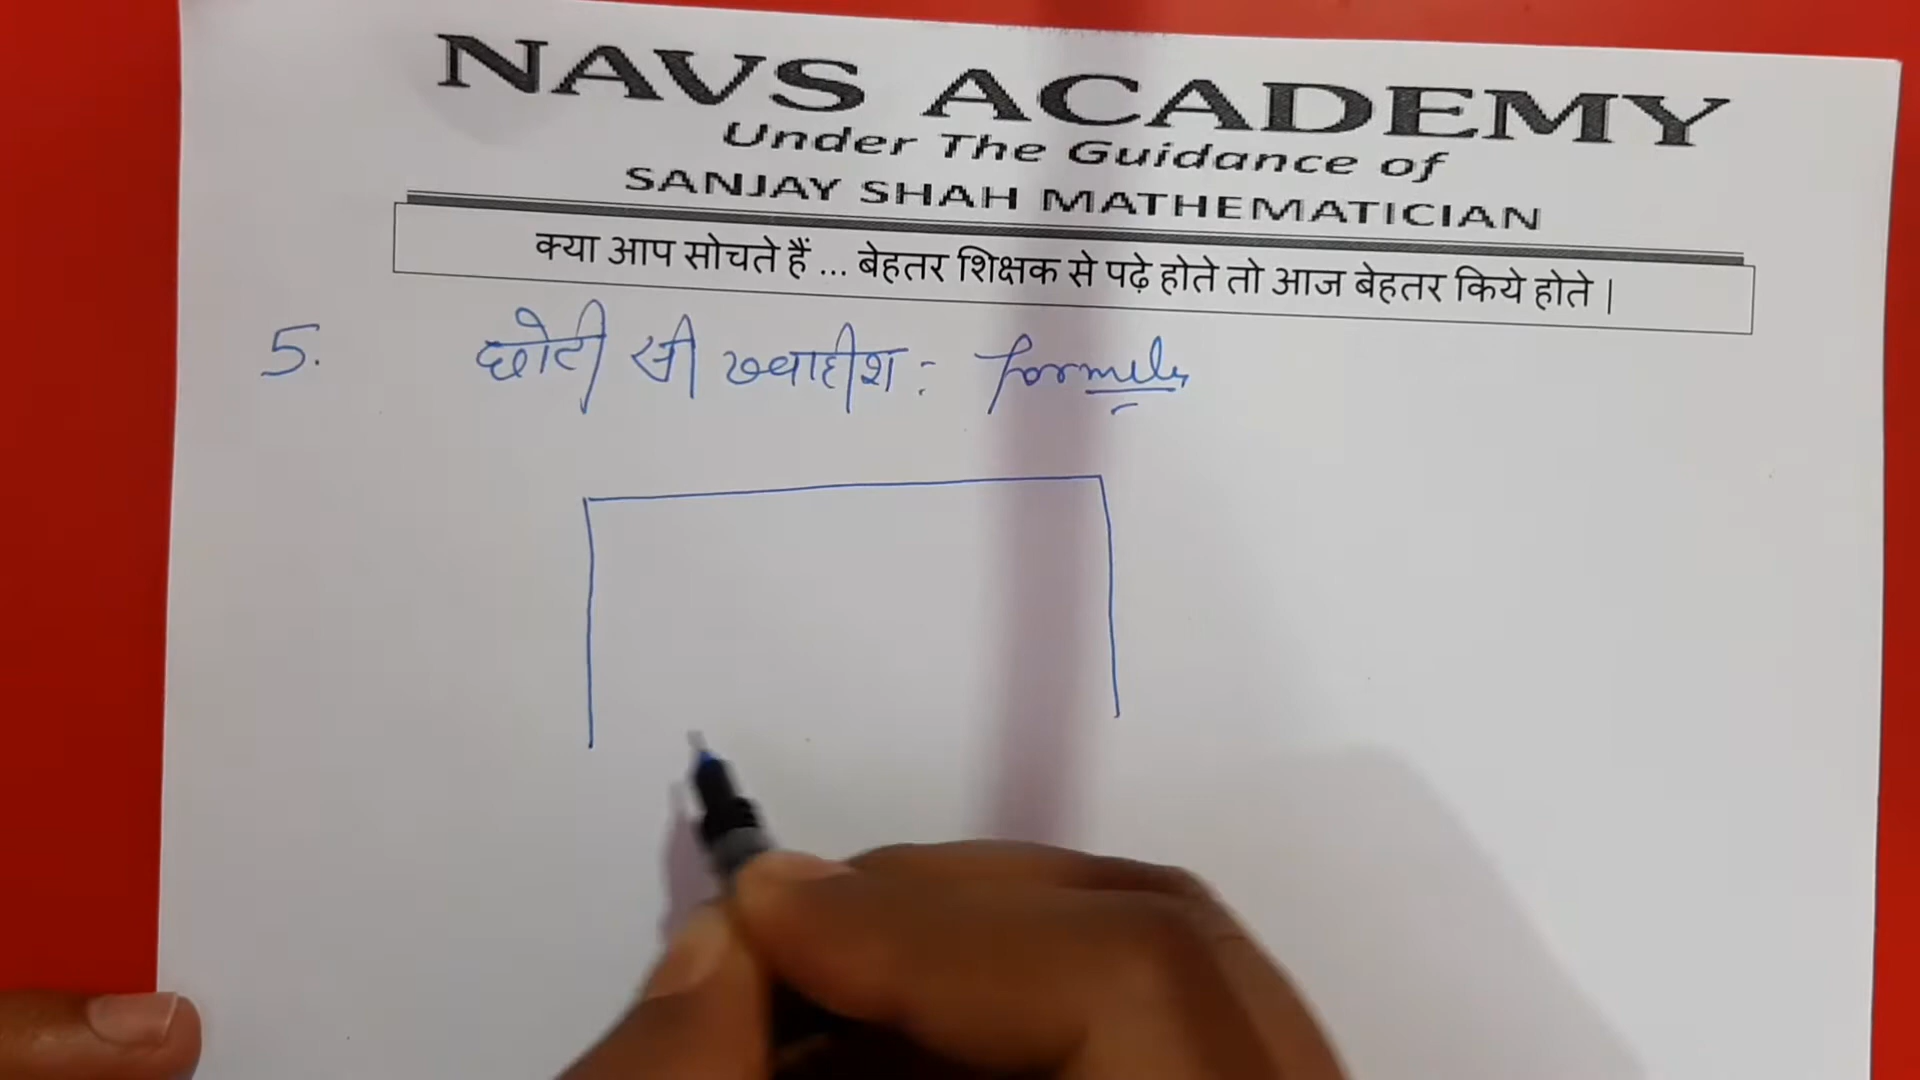 NAVS ACADEMY
Under The Guidance of
SANJAY SHAH MATHEMATICIAN
क्या आप सोचते हैं ... बेहतर शिक्षक से पढ़े होते तो आज बेहतर किये होते |
5. छोटी सी ख्वाहीश : formula